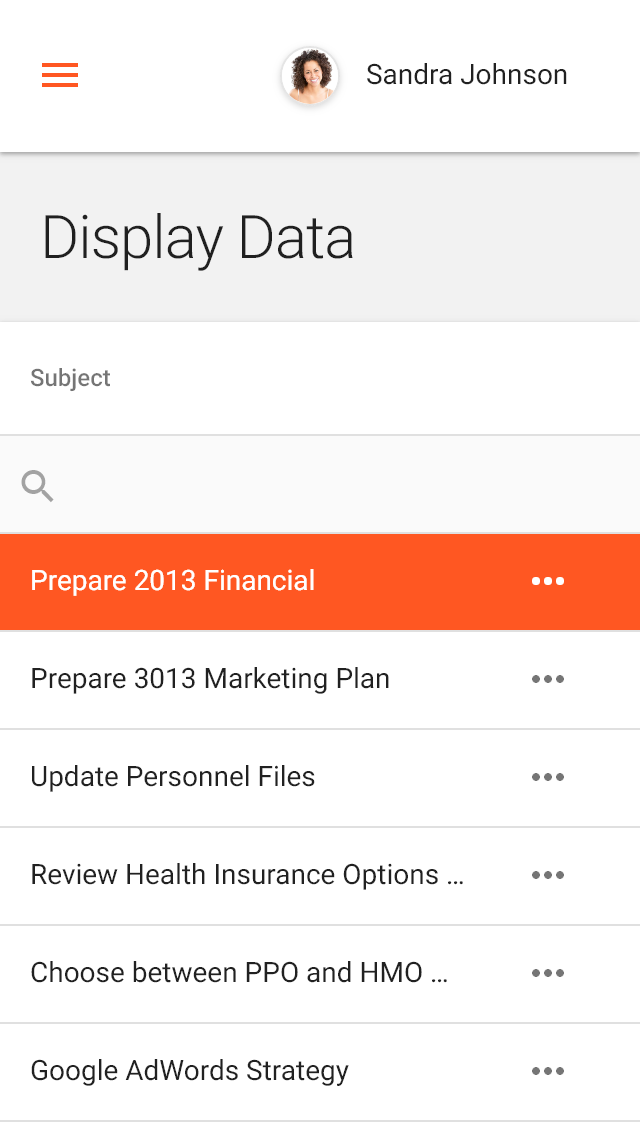 Sandra Johnson
Display Data
Subject
Prepare 2013 Financial
Prepare 3013 Marketing Plan
Update Personnel Files
Review Health Insurance Options ...
Choose between PPO and HMO ...
Google AdWords Strategy